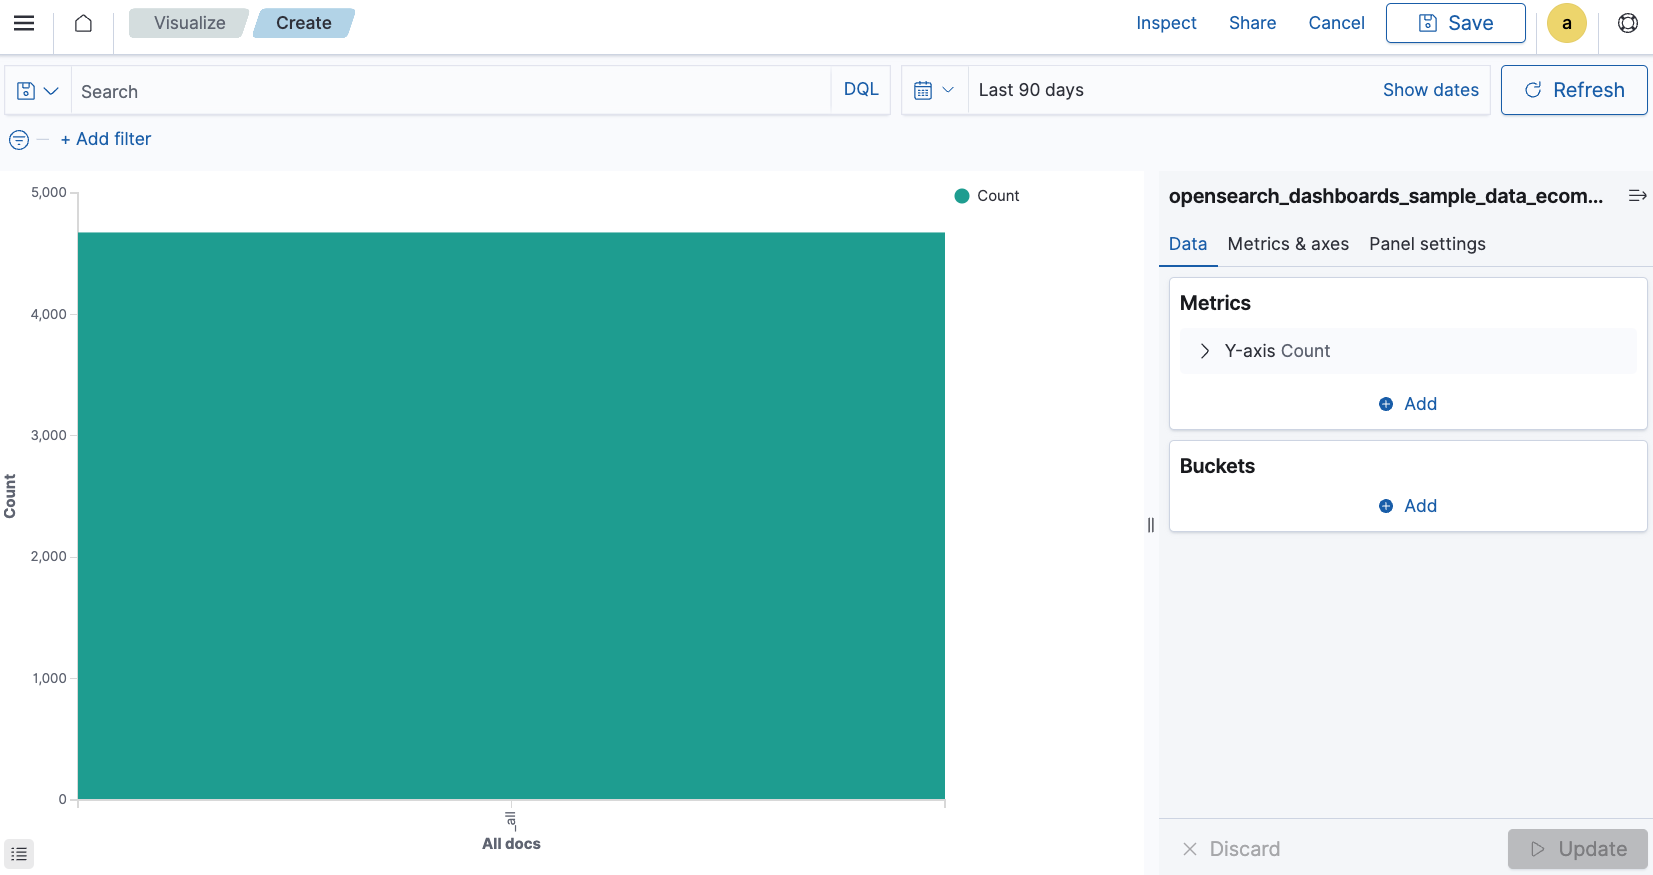 Visualize Create Inspect Share Cancel Save a
Search DQL Last 90 days Show dates Refresh
+ Add filter
5,000
4,000
3,000
2,000
1,000
0
Count
_all
All docs
Count
opensearch_dashboards_sample_data_ecom...
Data Metrics & axes Panel settings
Metrics
Y-axis Count
Add
Buckets
Add
Discard Update